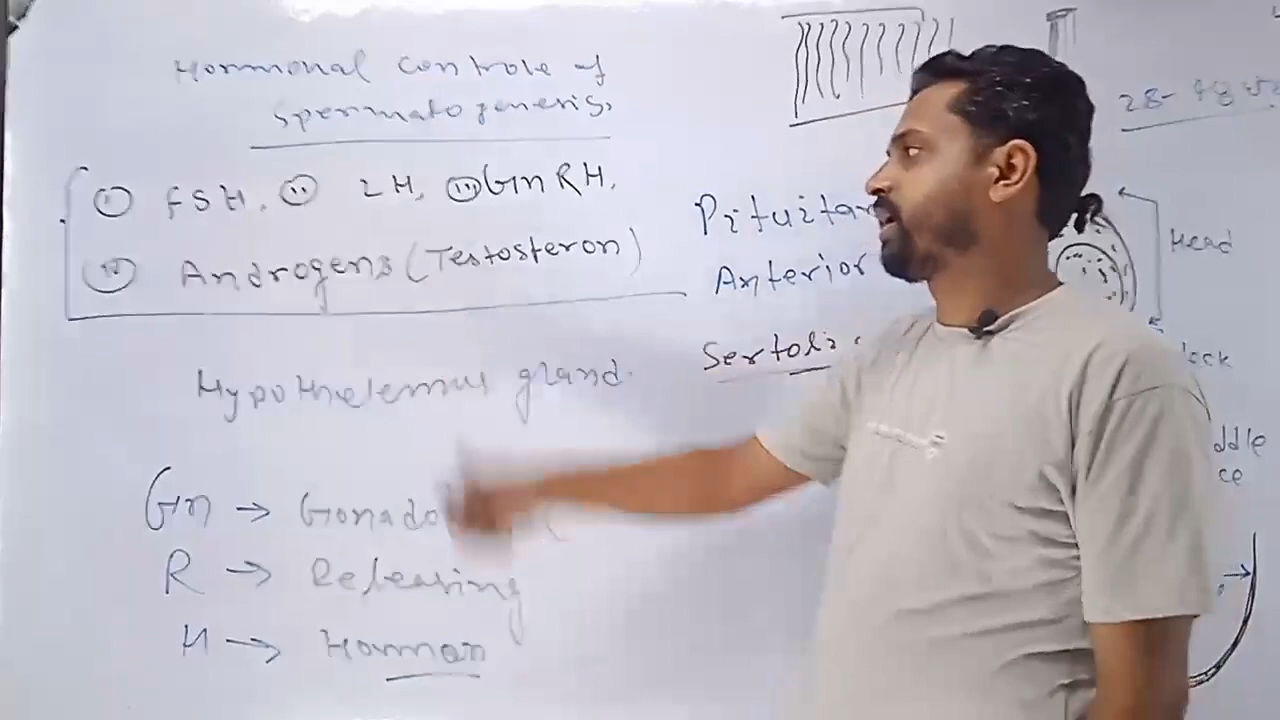 Hormonal controle of
spermatogenesis,
(i) FSH, (ii) LH, (iii) GnRH,
(iv) Androgens (Testosteron)
Hypothelemus gland.
Gn → Gonado
R → Releasing
H → Hormon
Pituitar
Anterior
Sertoli
28-48
Head
ddle
ce